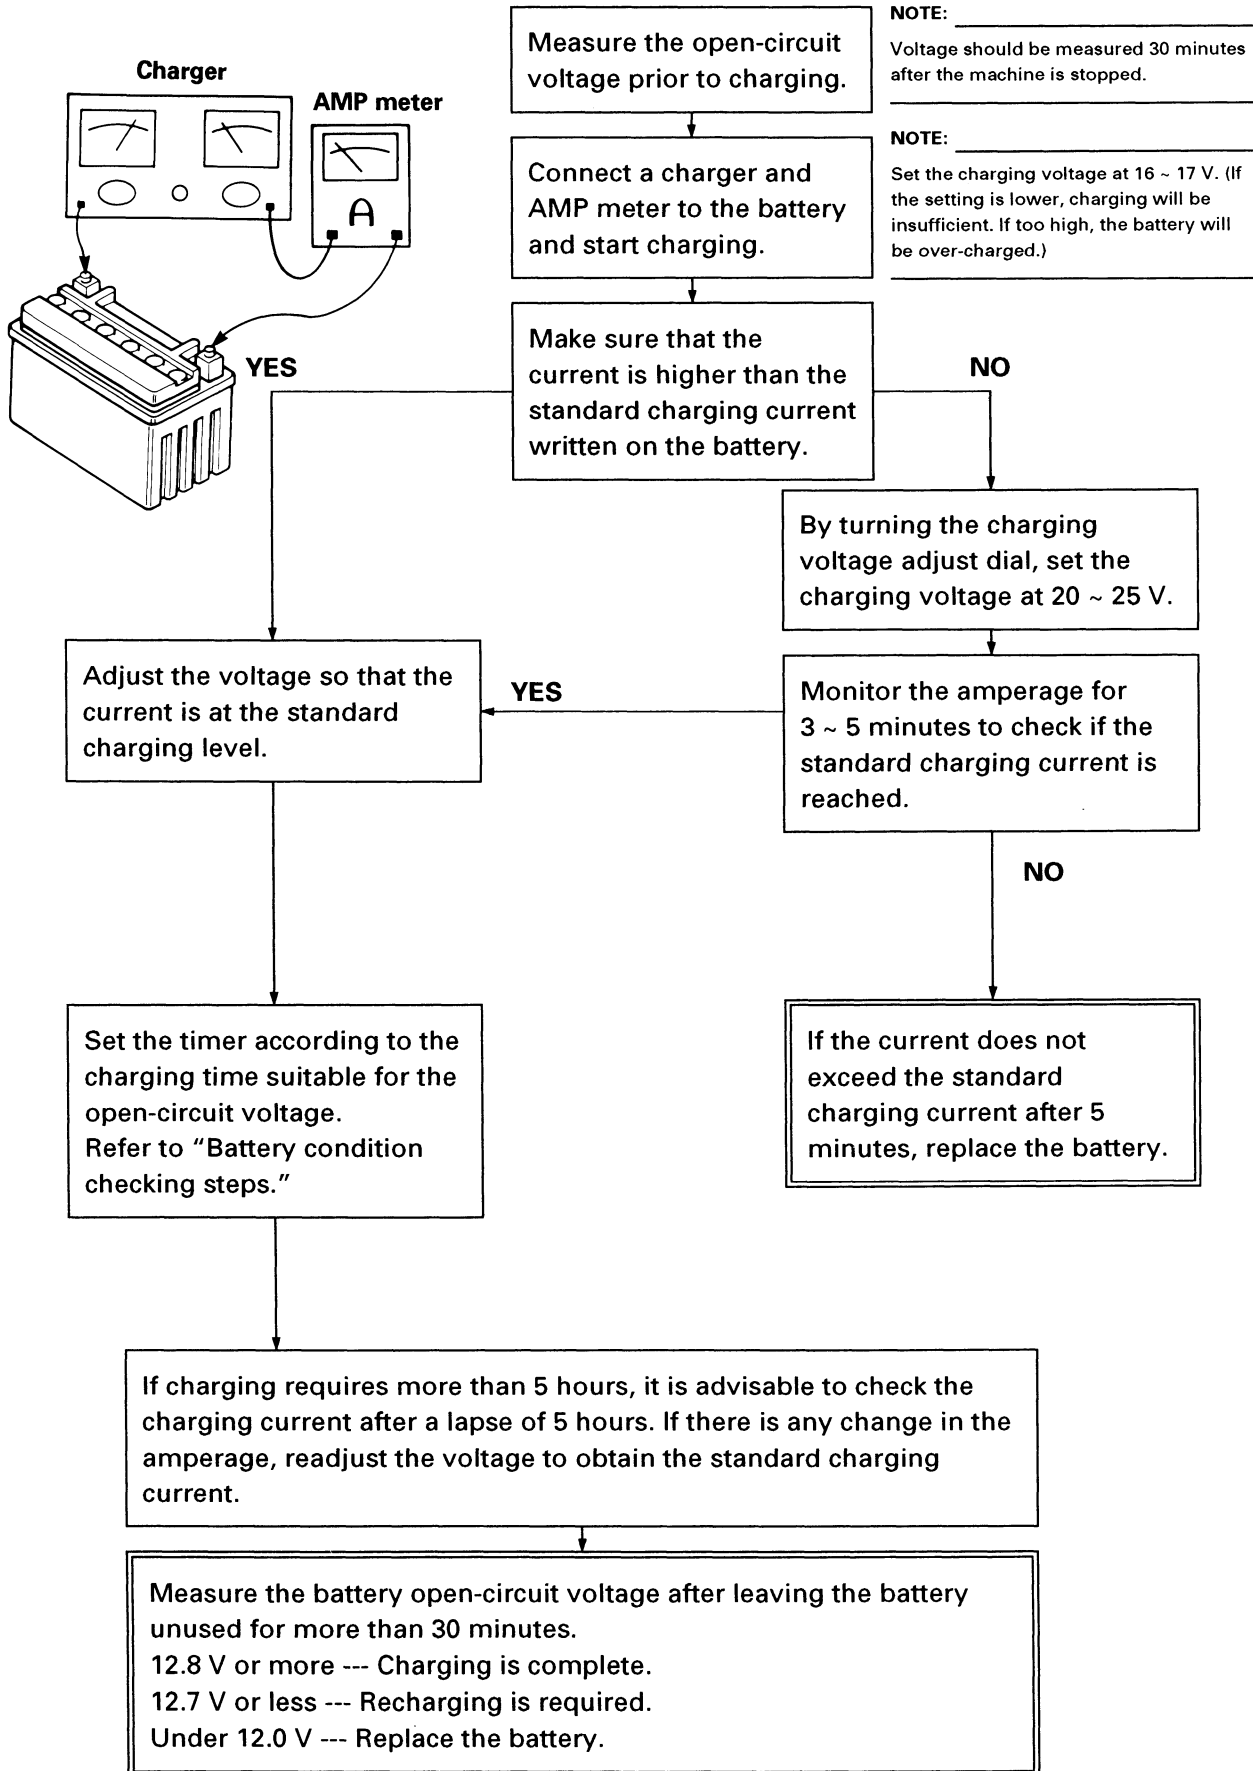 Charger
AMP meter
A
Measure the open-circuit
voltage prior to charging.
NOTE:
Voltage should be measured 30 minutes
after the machine is stopped.
Connect a charger and
AMP meter to the battery
and start charging.
NOTE:
Set the charging voltage at 16 ~ 17 V. (If
the setting is lower, charging will be
insufficient. If too high, the battery will
be over-charged.)
Make sure that the
current is higher than the
standard charging current
written on the battery.
YES
NO
By turning the charging
voltage adjust dial, set the
charging voltage at 20 ~ 25 V.
Adjust the voltage so that the
current is at the standard
charging level.
YES
Monitor the amperage for
3 ~ 5 minutes to check if the
standard charging current is
reached.
NO
Set the timer according to the
charging time suitable for the
open-circuit voltage.
Refer to “Battery condition
checking steps.”
If the current does not
exceed the standard
charging current after 5
minutes, replace the battery.
If charging requires more than 5 hours, it is advisable to check the
charging current after a lapse of 5 hours. If there is any change in the
amperage, readjust the voltage to obtain the standard charging
current.
Measure the battery open-circuit voltage after leaving the battery
unused for more than 30 minutes.
12.8 V or more --- Charging is complete.
12.7 V or less --- Recharging is required.
Under 12.0 V --- Replace the battery.